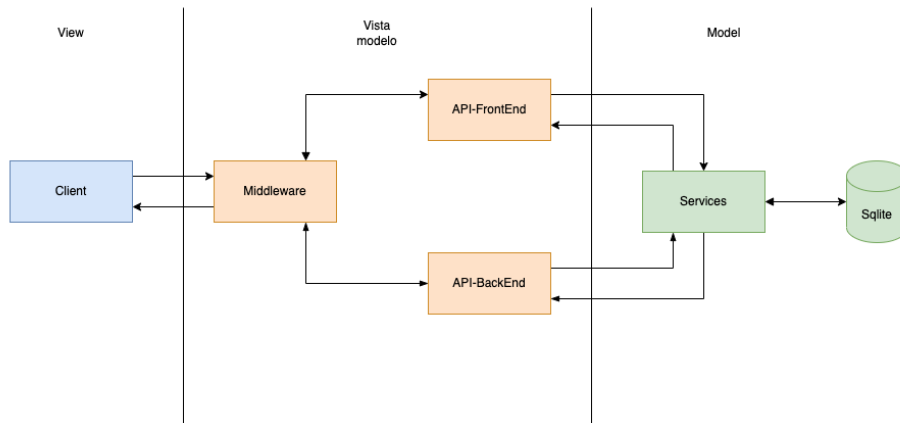 View
Vista
modelo
Model
API-FrontEnd
Client
Middleware
Services
Sqlite
API-BackEnd